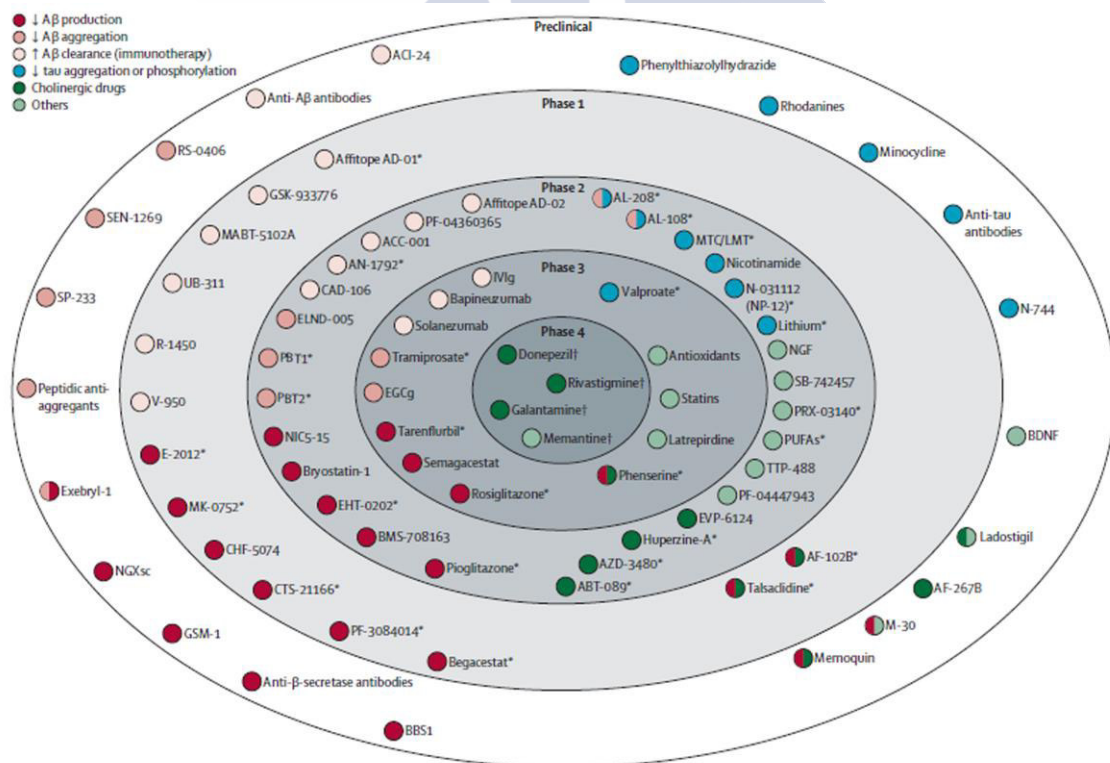 ↓ Aβ production
↓ Aβ aggregation
↑ Aβ clearance (immunotherapy)
↓ tau aggregation or phosphorylation
Cholinergic drugs
Others
Preclinical
ACI-24
Phenylthiazolylhydrazide
Anti-Aβ antibodies
Rhodanines
RS-0406
Minocycline
SEN-1269
Anti-tau
antibodies
SP-233
N-744
Peptidic anti-
aggregants
BDNF
Exebryl-1
Ladostigil
NGXsc
AF-267B
GSM-1
M-30
Memoquin
Anti-β-secretase antibodies
BBS1
Phase 1
Affitope AD-01*
GSK-933776
MABT-5102A
UB-311
R-1450
V-950
E-2012*
MK-0752*
CHF-5074
CTS-21166*
PF-3084014*
Begacestat*
AF-102B*
Talsaclidine*
Phase 2
Affitope AD-02
AL-208*
PF-04360365
AL-108*
ACC-001
MTC/LMT*
AN-1792*
Nicotinamide
CAD-106
N-031112
(NP-12)*
ELND-005
Lithium*
PBT1*
NGF
PBT2*
SB-742457
NIC5-15
PRX-03140*
Bryostatin-1
PUFAs*
EHT-0202*
TTP-488
BMS-708163
PF-04447943
Pioglitazone*
EVP-6124
Huperzine-A*
AZD-3480*
ABT-089*
Phase 3
IVIg
Bapineuzumab
Valproate*
Solanezumab
Tramiprosate*
Antioxidants
EGCg
Statins
Tarenflurbil*
Latrepirdine
Semagacestat
Phenserine*
Rosiglitazone*
Phase 4
Donepezil†
Rivastigmine†
Galantamine†
Memantine†